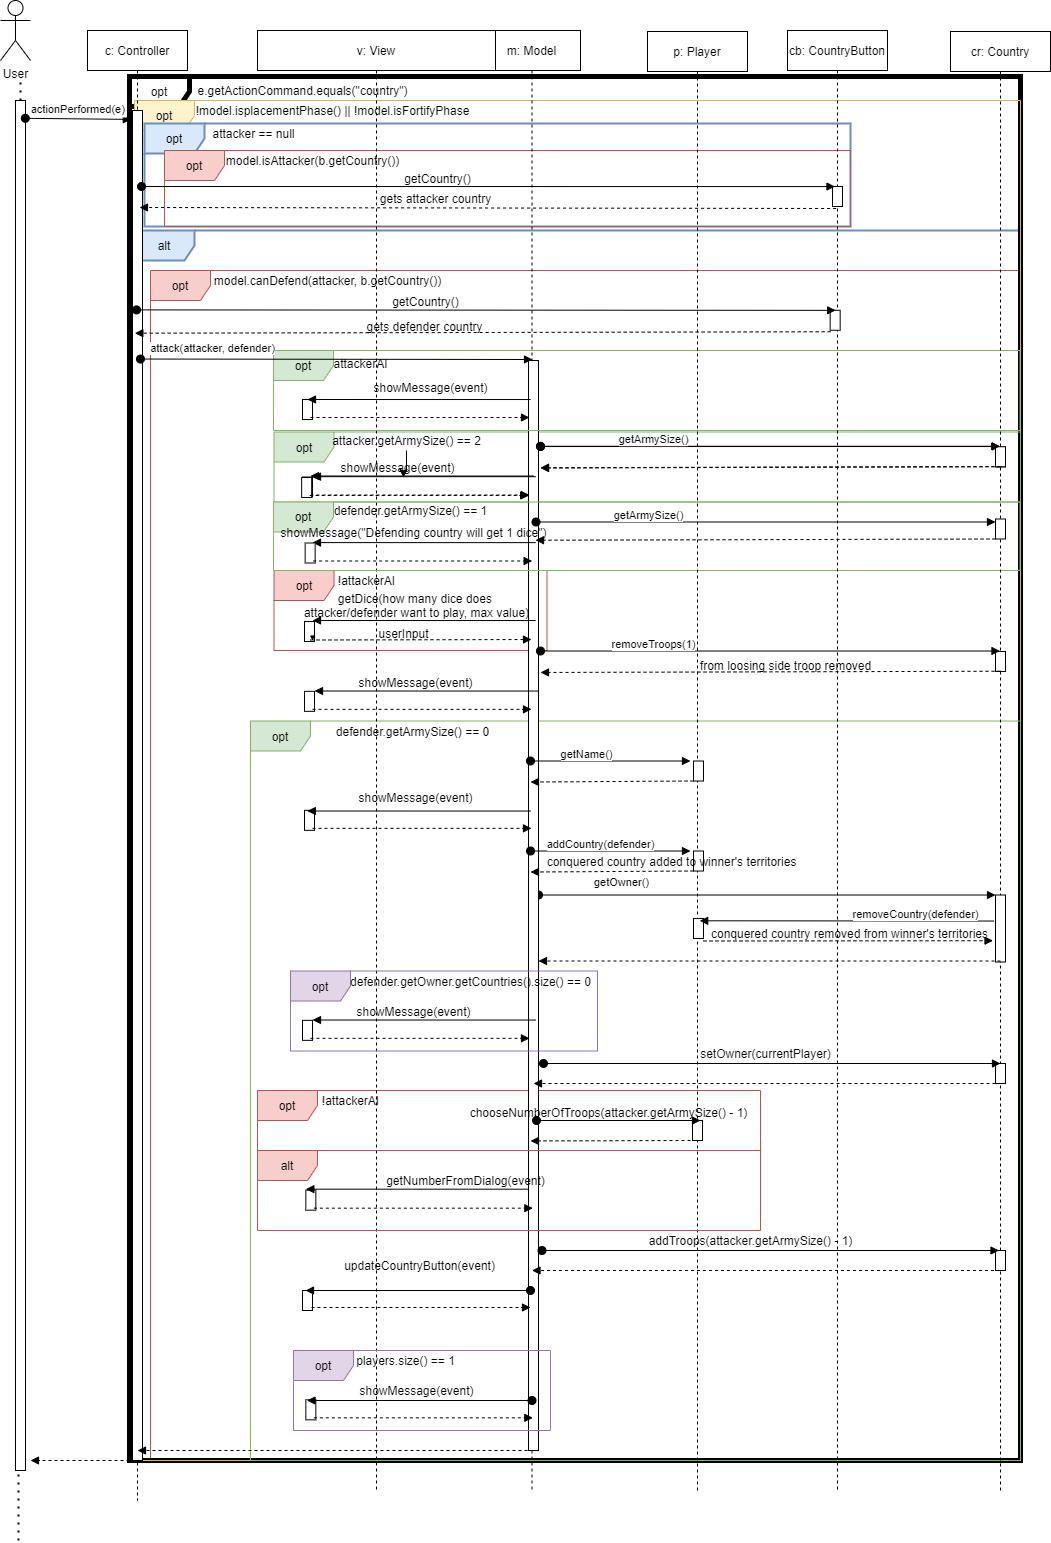 User
c: Controller
v: View
m: Model
p: Player
cb: CountryButton
cr: Country
opt
e.getActionCommand.equals("country")
actionPerformed(e)
opt
!model.isplacementPhase() || !model.isFortifyPhase
opt
attacker == null
opt
model.isAttacker(b.getCountry())
getCountry()
gets attacker country
alt
opt
model.canDefend(attacker, b.getCountry())
getCountry()
gets defender country
attack(attacker, defender)
opt
attackerAI
showMessage(event)
opt
attacker.getArmySize() == 2
getArmySize()
showMessage(event)
opt
defender.getArmySize() == 1
getArmySize()
showMessage("Defending country will get 1 dice")
opt
!attackerAI
getDice(how many dice does
attacker/defender want to play, max value)
userInput
removeTroops(1)
from loosing side troop removed
showMessage(event)
opt
defender.getArmySize() == 0
getName()
showMessage(event)
addCountry(defender)
conquered country added to winner's territories
getOwner()
removeCountry(defender)
conquered country removed from winner's territories
opt
defender.getOwner.getCountries().size() == 0
showMessage(event)
setOwner(currentPlayer)
opt
!attackerAI
chooseNumberOfTroops(attacker.getArmySize() - 1)
alt
getNumberFromDialog(event)
addTroops(attacker.getArmySize() - 1)
updateCountryButton(event)
opt
players.size() == 1
showMessage(event)